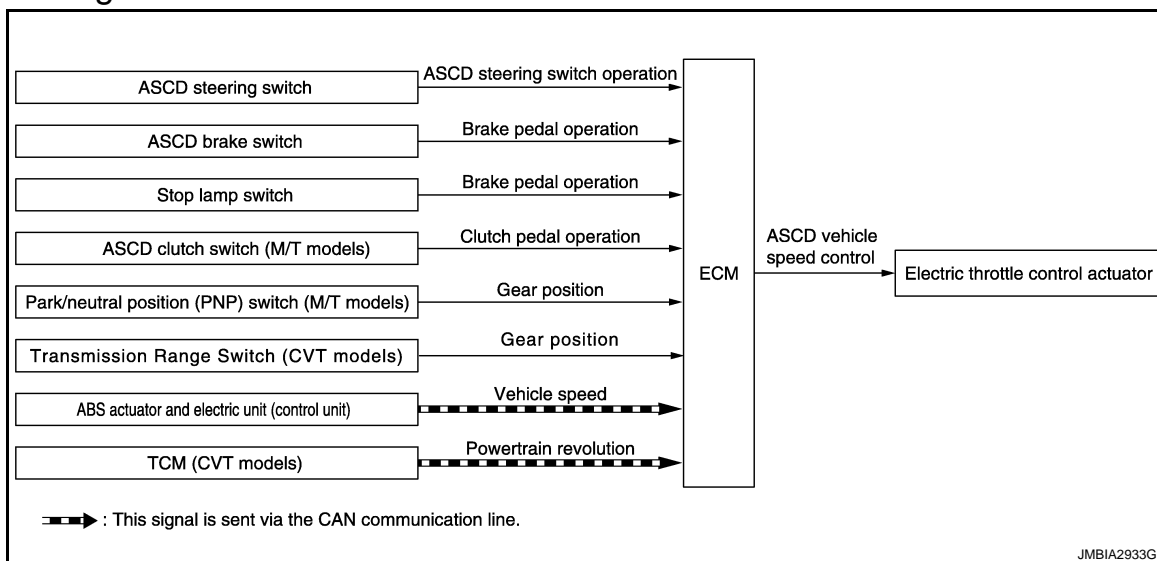 ASCD steering switch
ASCD steering switch operation
ASCD brake switch
Brake pedal operation
Stop lamp switch
Brake pedal operation
ASCD clutch switch (M/T models)
Clutch pedal operation
Park/neutral position (PNP) switch (M/T models)
Gear position
Transmission Range Switch (CVT models)
Gear position
ABS actuator and electric unit (control unit)
Vehicle speed
TCM (CVT models)
Powertrain revolution
ECM
ASCD vehicle
speed control
Electric throttle control actuator
: This signal is sent via the CAN communication line.
JMBIA2933G